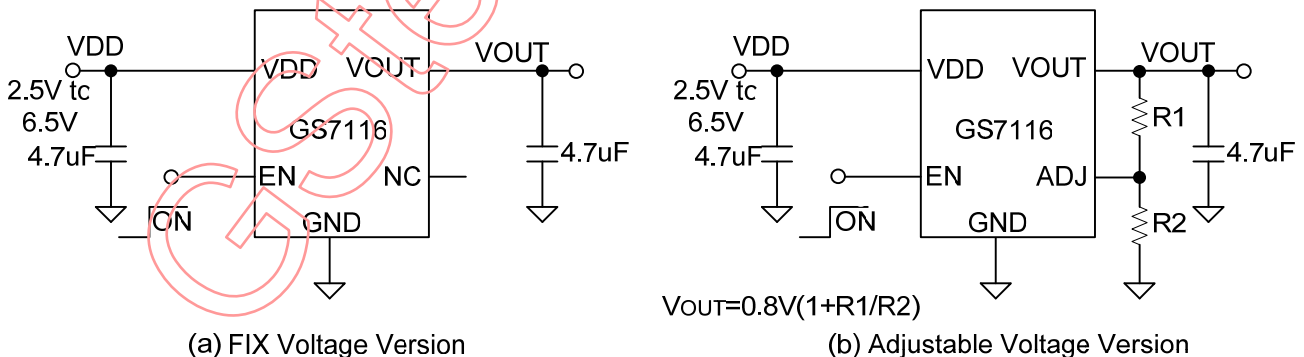 VDD
2.5V tc
6.5V
4.7uF
VDD
VOUT
GS7116
EN
NC
GND
ON
VOUT
4.7uF
(a) FIX Voltage Version
VDD
2.5V tc
6.5V
4.7uF
VDD
VOUT
GS7116
EN
ADJ
GND
ON
VOUT
R1
R2
4.7uF
VOUT=0.8V(1+R1/R2)
(b) Adjustable Voltage Version